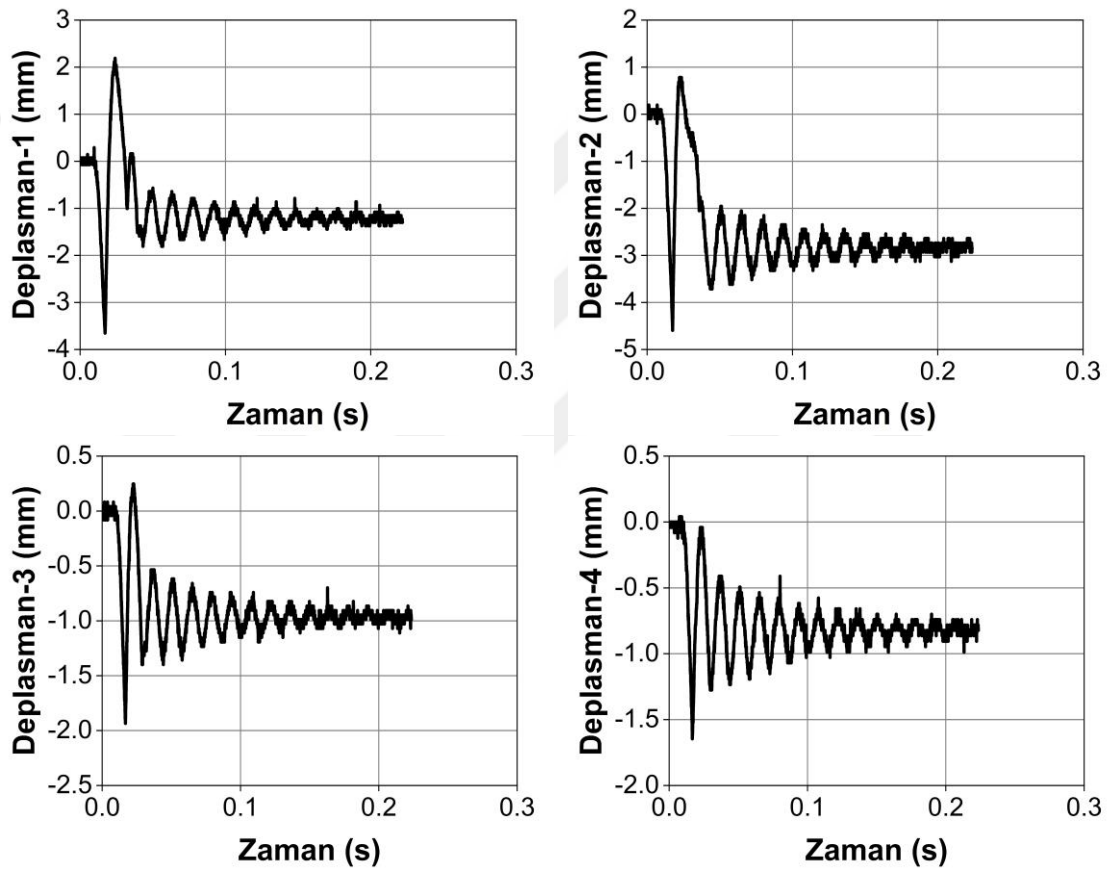 Deplasman-1 (mm)
3
2
1
0
-1
-2
-3
-4
0.0 0.1 0.2 0.3
Zaman (s)
Deplasman-2 (mm)
2
1
0
-1
-2
-3
-4
-5
0.0 0.1 0.2 0.3
Zaman (s)
Deplasman-3 (mm)
0.5
0.0
-0.5
-1.0
-1.5
-2.0
-2.5
0.0 0.1 0.2 0.3
Zaman (s)
Deplasman-4 (mm)
0.5
0.0
-0.5
-1.0
-1.5
-2.0
0.0 0.1 0.2 0.3
Zaman (s)